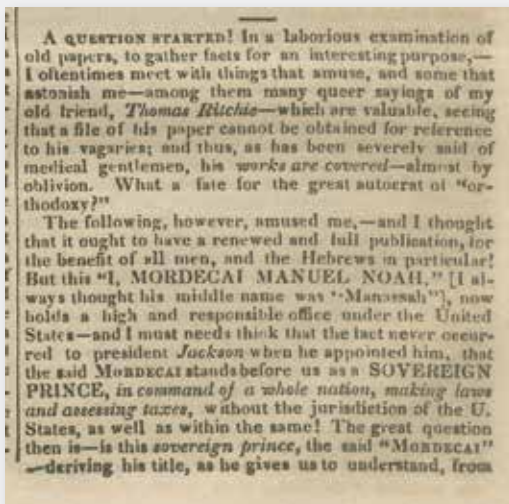 A QUESTION STARTED! In a laborious examination of
old papers, to gather facts for an interesting purpose,—
I oftentimes meet with things that amuse, and some that
astonish me—among them many queer sayings of my
old friend, Thomas Ritchie—which are valuable, seeing
that a file of his paper cannot be obtained for reference
to his vagaries; and thus, as has been severely said of
medical gentlemen, his works are covered—almost by
oblivion. What a fate for the great autocrat of "or-
thodoxy?"
The following, however, amused me,—and I thought
that it ought to have a renewed and full publication, for
the benefit of all men, and the Hebrews in particular!
But this "I, MORDECAI MANUEL NOAH," [I al-
ways thought his middle name was "Manassah"], now
holds a high and responsible office under the United
States—and I must needs think that the fact never occur-
red to president Jackson when he appointed him, that
the said MORDECAI stands before us as a SOVEREIGN
PRINCE, in command of a whole nation, making laws
and assessing taxes, without the jurisdiction of the U.
States, as well as within the same! The great question
then is—is this sovereign prince, the said "MORDECAI"
—deriving his title, as he gives us to understand, from